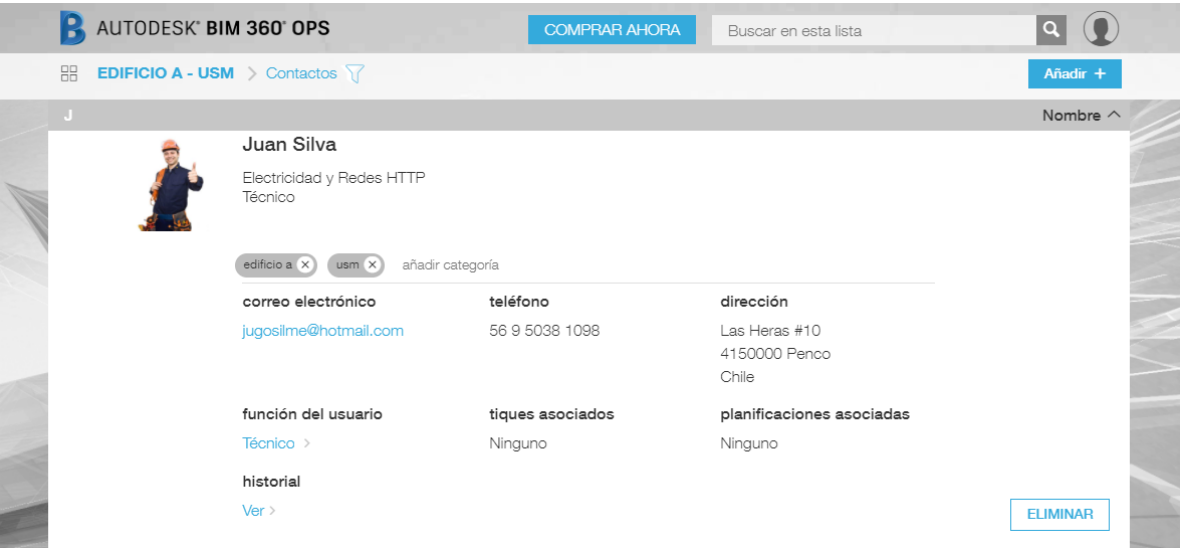 AUTODESK® BIM 360® OPS
COMPRAR AHORA
Buscar en esta lista
EDIFICIO A - USM > Contactos
Añadir +
J
Nombre
Juan Silva
Electricidad y Redes HTTP
Técnico
edificio a
usm
añadir categoría
correo electrónico teléfono dirección
jugosilme@hotmail.com 56 9 5038 1098 Las Heras #10
4150000 Penco
Chile
función del usuario tiques asociados planificaciones asociadas
Técnico > Ninguno Ninguno
historial
Ver >
ELIMINAR